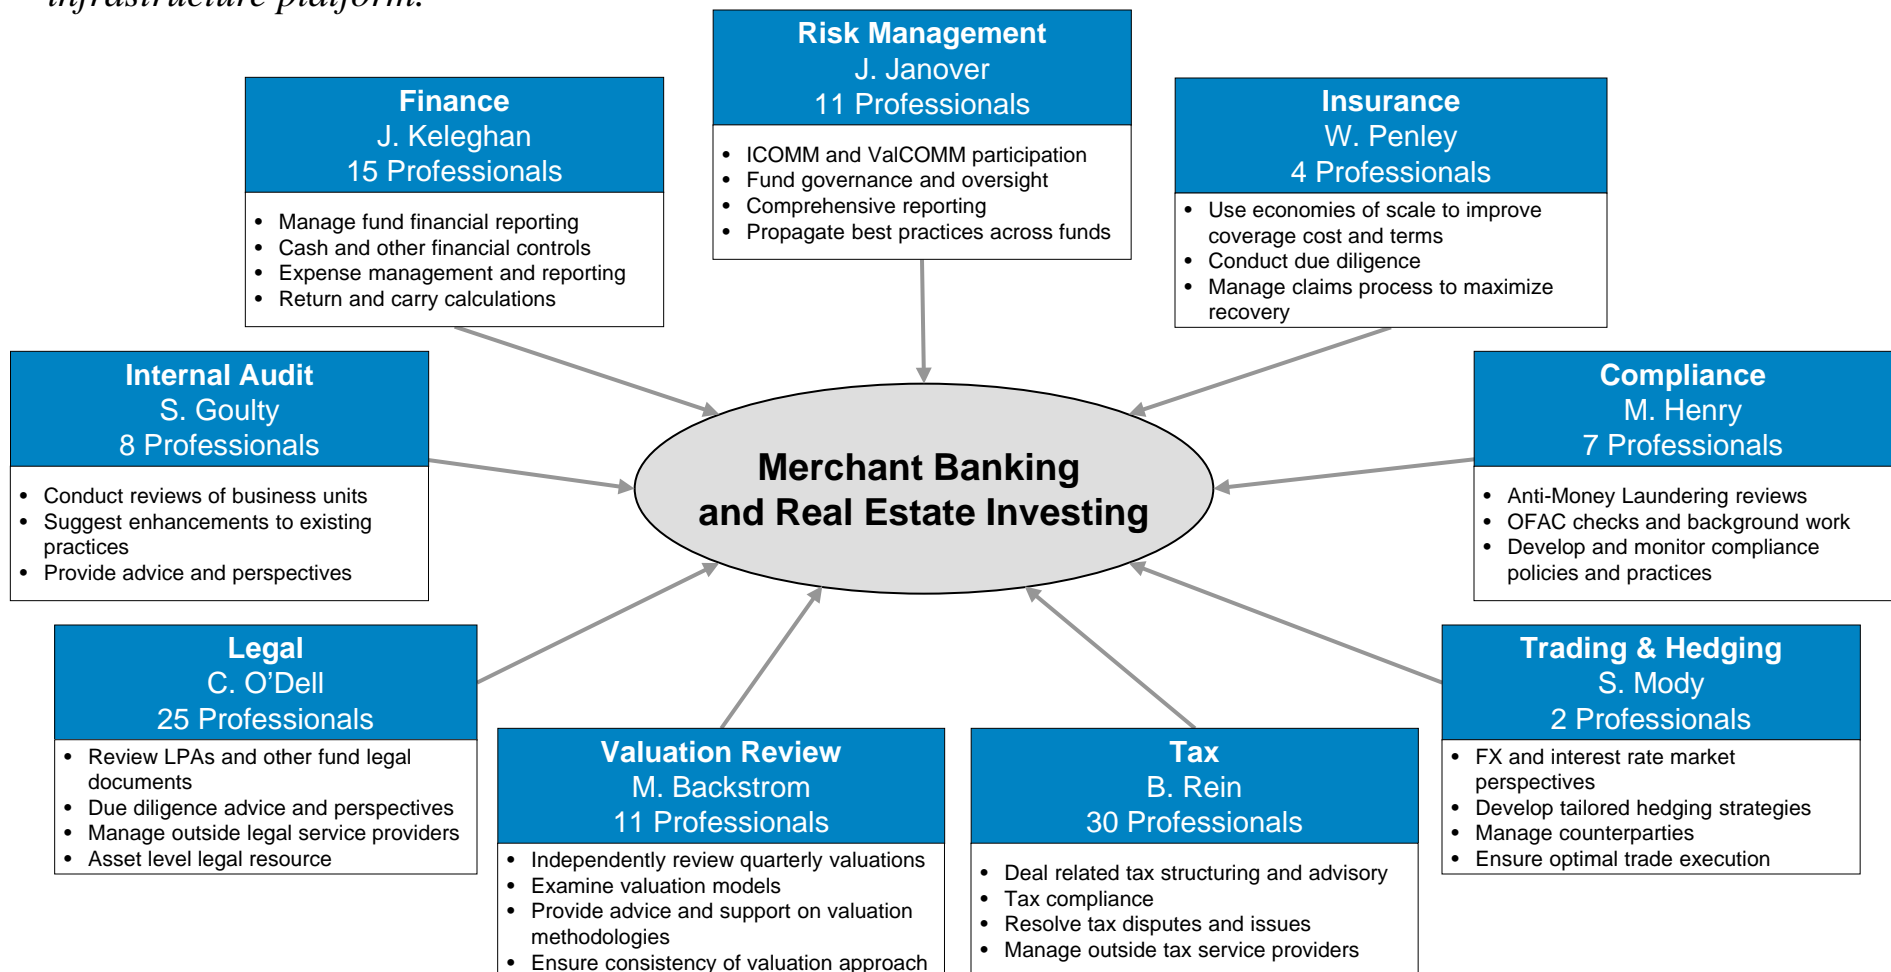 infrastructure platform.
Risk Management
J. Janover
11 Professionals
• ICOMM and ValCOMM participation
• Fund governance and oversight
• Comprehensive reporting
• Propagate best practices across funds
Finance
J. Keleghan
15 Professionals
• Manage fund financial reporting
• Cash and other financial controls
• Expense management and reporting
• Return and carry calculations
Insurance
W. Penley
4 Professionals
• Use economies of scale to improve
coverage cost and terms
• Conduct due diligence
• Manage claims process to maximize
recovery
Internal Audit
S. Goulty
8 Professionals
• Conduct reviews of business units
• Suggest enhancements to existing
practices
• Provide advice and perspectives
Merchant Banking
and Real Estate Investing
Compliance
M. Henry
7 Professionals
• Anti-Money Laundering reviews
• OFAC checks and background work
• Develop and monitor compliance
policies and practices
Legal
C. O’Dell
25 Professionals
• Review LPAs and other fund legal
documents
• Due diligence advice and perspectives
• Manage outside legal service providers
• Asset level legal resource
Valuation Review
M. Backstrom
11 Professionals
• Independently review quarterly valuations
• Examine valuation models
• Provide advice and support on valuation
methodologies
• Ensure consistency of valuation approach
Tax
B. Rein
30 Professionals
• Deal related tax structuring and advisory
• Tax compliance
• Resolve tax disputes and issues
• Manage outside tax service providers
Trading & Hedging
S. Mody
2 Professionals
• FX and interest rate market
perspectives
• Develop tailored hedging strategies
• Manage counterparties
• Ensure optimal trade execution